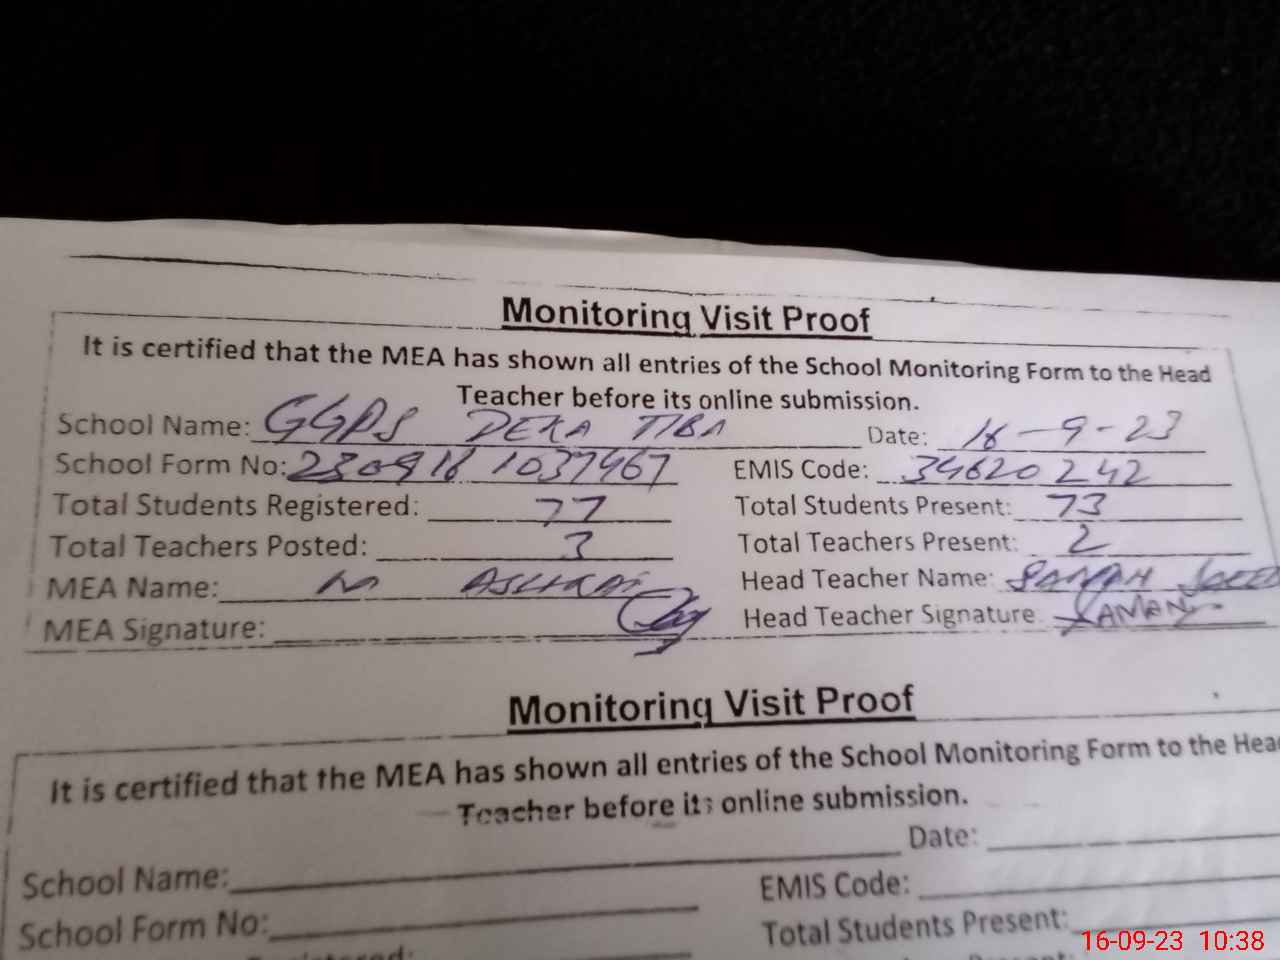 Monitoring Visit Proof
It is certified that the MEA has shown all entries of the School Monitoring Form to the Head
Teacher before its online submission.
School Name: GGPS DEKA TIBA Date: 16-9-23
School Form No: 230916 1037467 EMIS Code: 34620242
Total Students Registered: 77 Total Students Present: 73
Total Teachers Posted: 3 Total Teachers Present: 2
MEA Name: M Head Teacher Name:
MEA Signature: Head Teacher Signature
Monitoring Visit Proof
It is certified that the MEA has shown all entries of the School Monitoring Form to the Hea
Teacher before its online submission.
Date:
School Name: EMIS Code:
School Form No: Total Students Present:
16-09-23 10:38